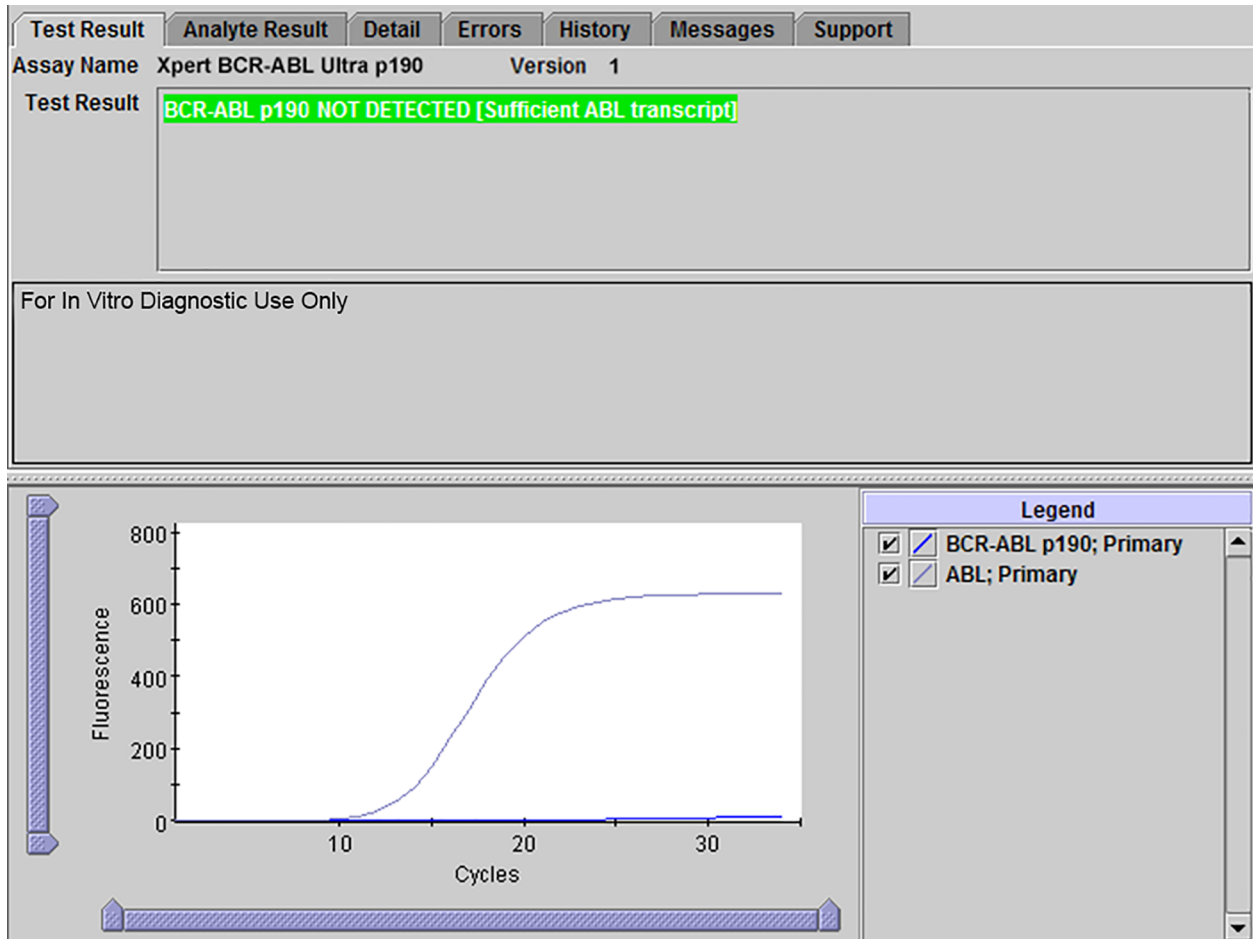 Test Result Analyte Result Detail Errors History Messages Support
Assay Name Xpert BCR-ABL Ultra p190 Version 1
Test Result BCR-ABL p190 NOT DETECTED [Sufficient ABL transcript]
For In Vitro Diagnostic Use Only
Legend
BCR-ABL p190; Primary
ABL; Primary
Fluorescence
800
600
400
200
0
10 20 30
Cycles